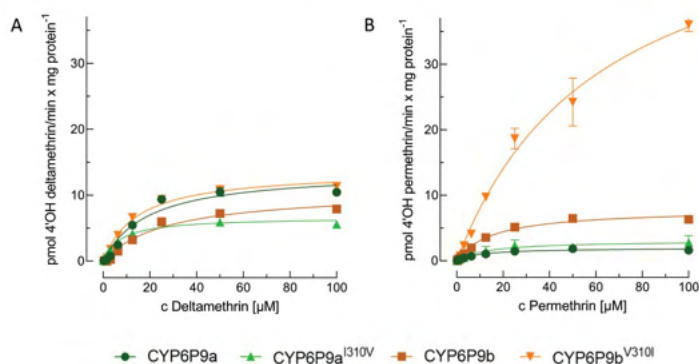 A
B
pmol 4'OH deltamethrin/min x mg protein⁻¹
30
20
10
0
0
20
40
60
80
100
c Deltamethrin [µM]
pmol 4'OH permethrin/min x mg protein⁻¹
30
20
10
0
0
20
40
60
80
100
c Permethrin [µM]
CYP6P9a
CYP6P9a^I310V
CYP6P9b
CYP6P9b^V310I